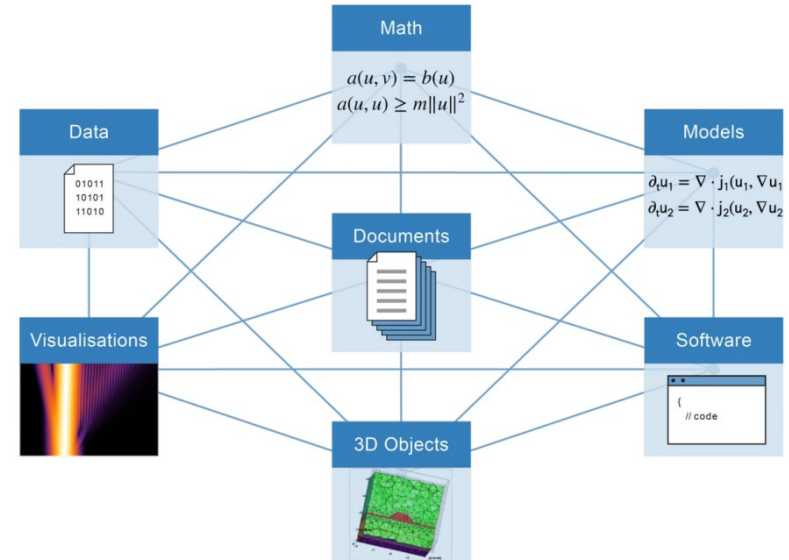 Math
a(u, v) = b(u)
a(u, u) ≥ m‖u‖²
Data
01011
10101
11010
Models
∂ₜu₁ = ∇ · j₁(u₁, ∇u₁
∂ₜu₂ = ∇ · j₂(u₂, ∇u₂
Documents
Visualisations
Software
{
// code
3D Objects